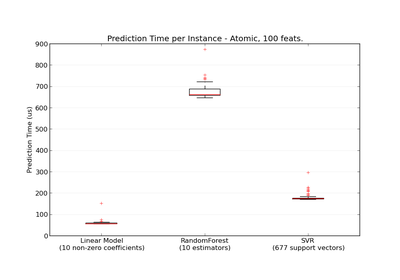 Prediction Time per Instance - Atomic, 100 feats.
900
800
700
600
500
400
300
200
100
0
Prediction Time (us)
Linear Model
(10 non-zero coefficients)
RandomForest
(10 estimators)
SVR
(677 support vectors)